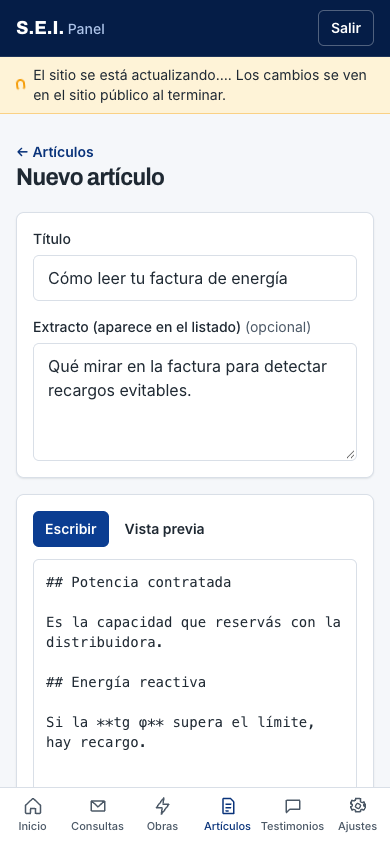 S.E.I. Panel
Salir
El sitio se está actualizando.... Los cambios se ven
en el sitio público al terminar.
← Artículos
Nuevo artículo
Título
Cómo leer tu factura de energía
Extracto (aparece en el listado) (opcional)
Qué mirar en la factura para detectar
recargos evitables.
Escribir
Vista previa
## Potencia contratada
Es la capacidad que reservás con la
distribuidora.
## Energía reactiva
Si la **tg φ** supera el límite,
hay recargo.
Inicio
Consultas
Obras
Artículos
Testimonios
Ajustes